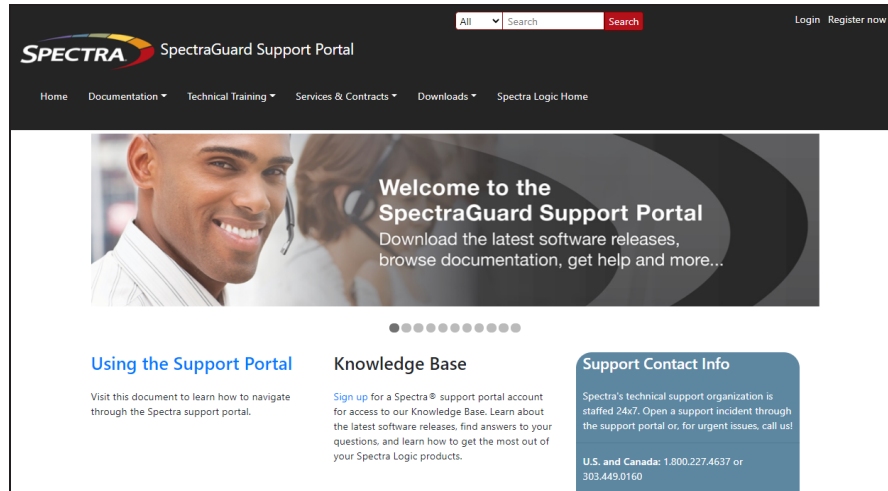 All Search Search Login Register now
SPECTRA SpectraGuard Support Portal
Home Documentation Technical Training Services & Contracts Downloads Spectra Logic Home
Welcome to the
SpectraGuard Support Portal
Download the latest software releases,
browse documentation, get help and more...
Using the Support Portal
Visit this document to learn how to navigate
through the Spectra support portal.
Knowledge Base
Sign up for a Spectra® support portal account
for access to our Knowledge Base. Learn about
the latest software releases, find answers to your
questions, and learn how to get the most out of
your Spectra Logic products.
Support Contact Info
Spectra's technical support organization is
staffed 24x7. Open a support incident through
the support portal or, for urgent issues, call us!
U.S. and Canada: 1.800.227.4637 or
303.449.0160